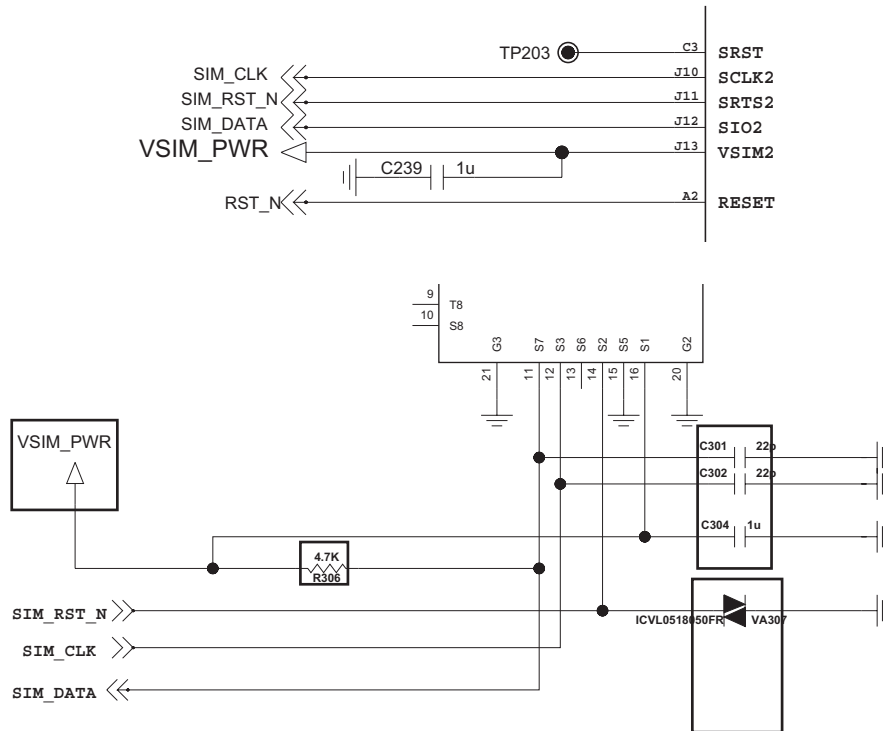 TP203 C3 SRST
SIM_CLK J10 SCLK2
SIM_RST_N J11 SRTS2
SIM_DATA J12 SIO2
VSIM_PWR J13 VSIM2
C239 1u
RST_N A2 RESET
9 T8
10 S8
G3 S7 S3 S6 S2 S5 S1 G2
21 11 12 13 14 15 16 20
VSIM_PWR
C301 22p
C302 22p
C304 1u
4.7K
R306
SIM_RST_N
ICVL0518050FR VA307
SIM_CLK
SIM_DATA